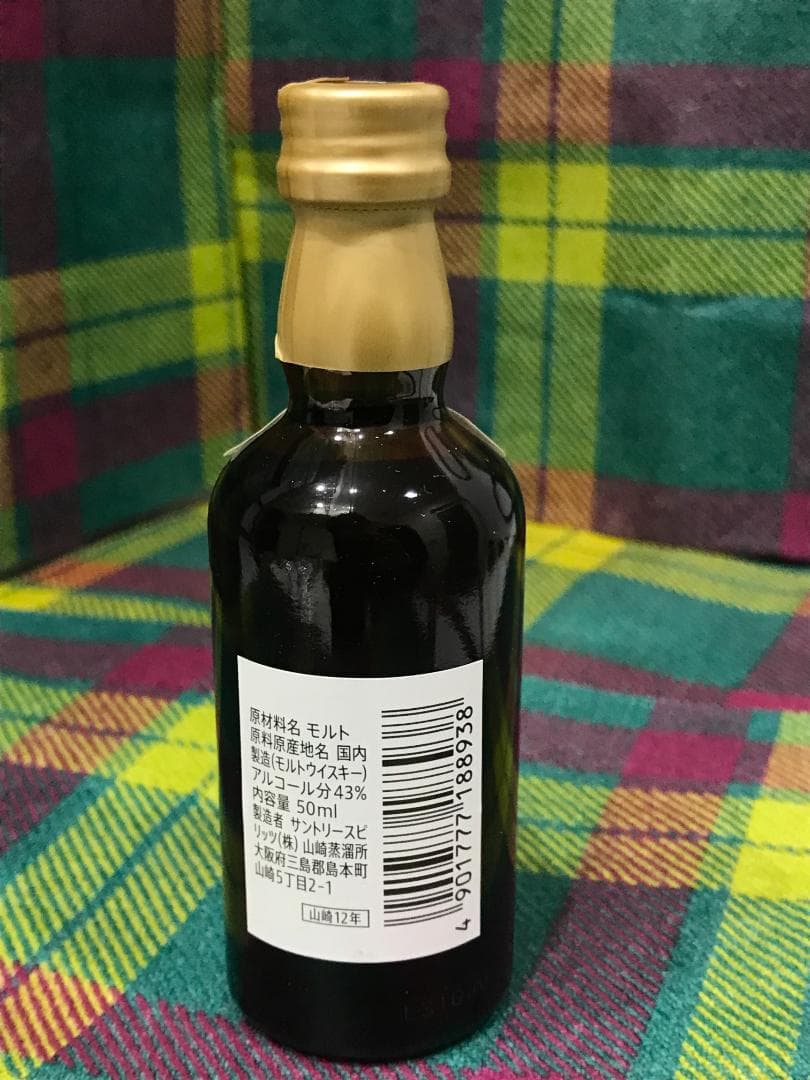 原材料名 モルト
原料原産地名 国内
製造(モルトウイスキー)
アルコール分43%
内容量 50ml
製造者 サントリースピ
リッツ(株) 山崎蒸溜所
大阪府三島郡島本町
山崎5丁目2-1
山崎12年
4 901777 188938